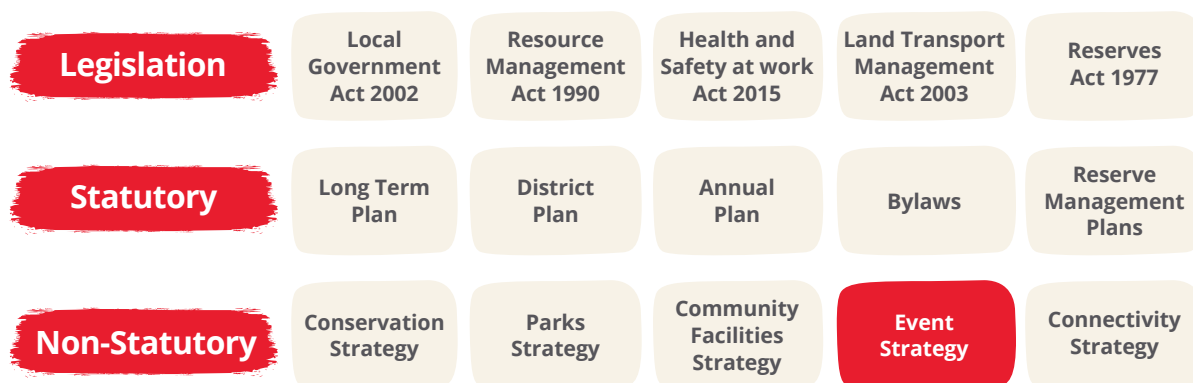 Legislation
Local
Government
Act 2002
Resource
Management
Act 1990
Health and
Safety at work
Act 2015
Land Transport
Management
Act 2003
Reserves
Act 1977
Statutory
Long Term
Plan
District
Plan
Annual
Plan
Bylaws
Reserve
Management
Plans
Non-Statutory
Conservation
Strategy
Parks
Strategy
Community
Facilities
Strategy
Event
Strategy
Connectivity
Strategy